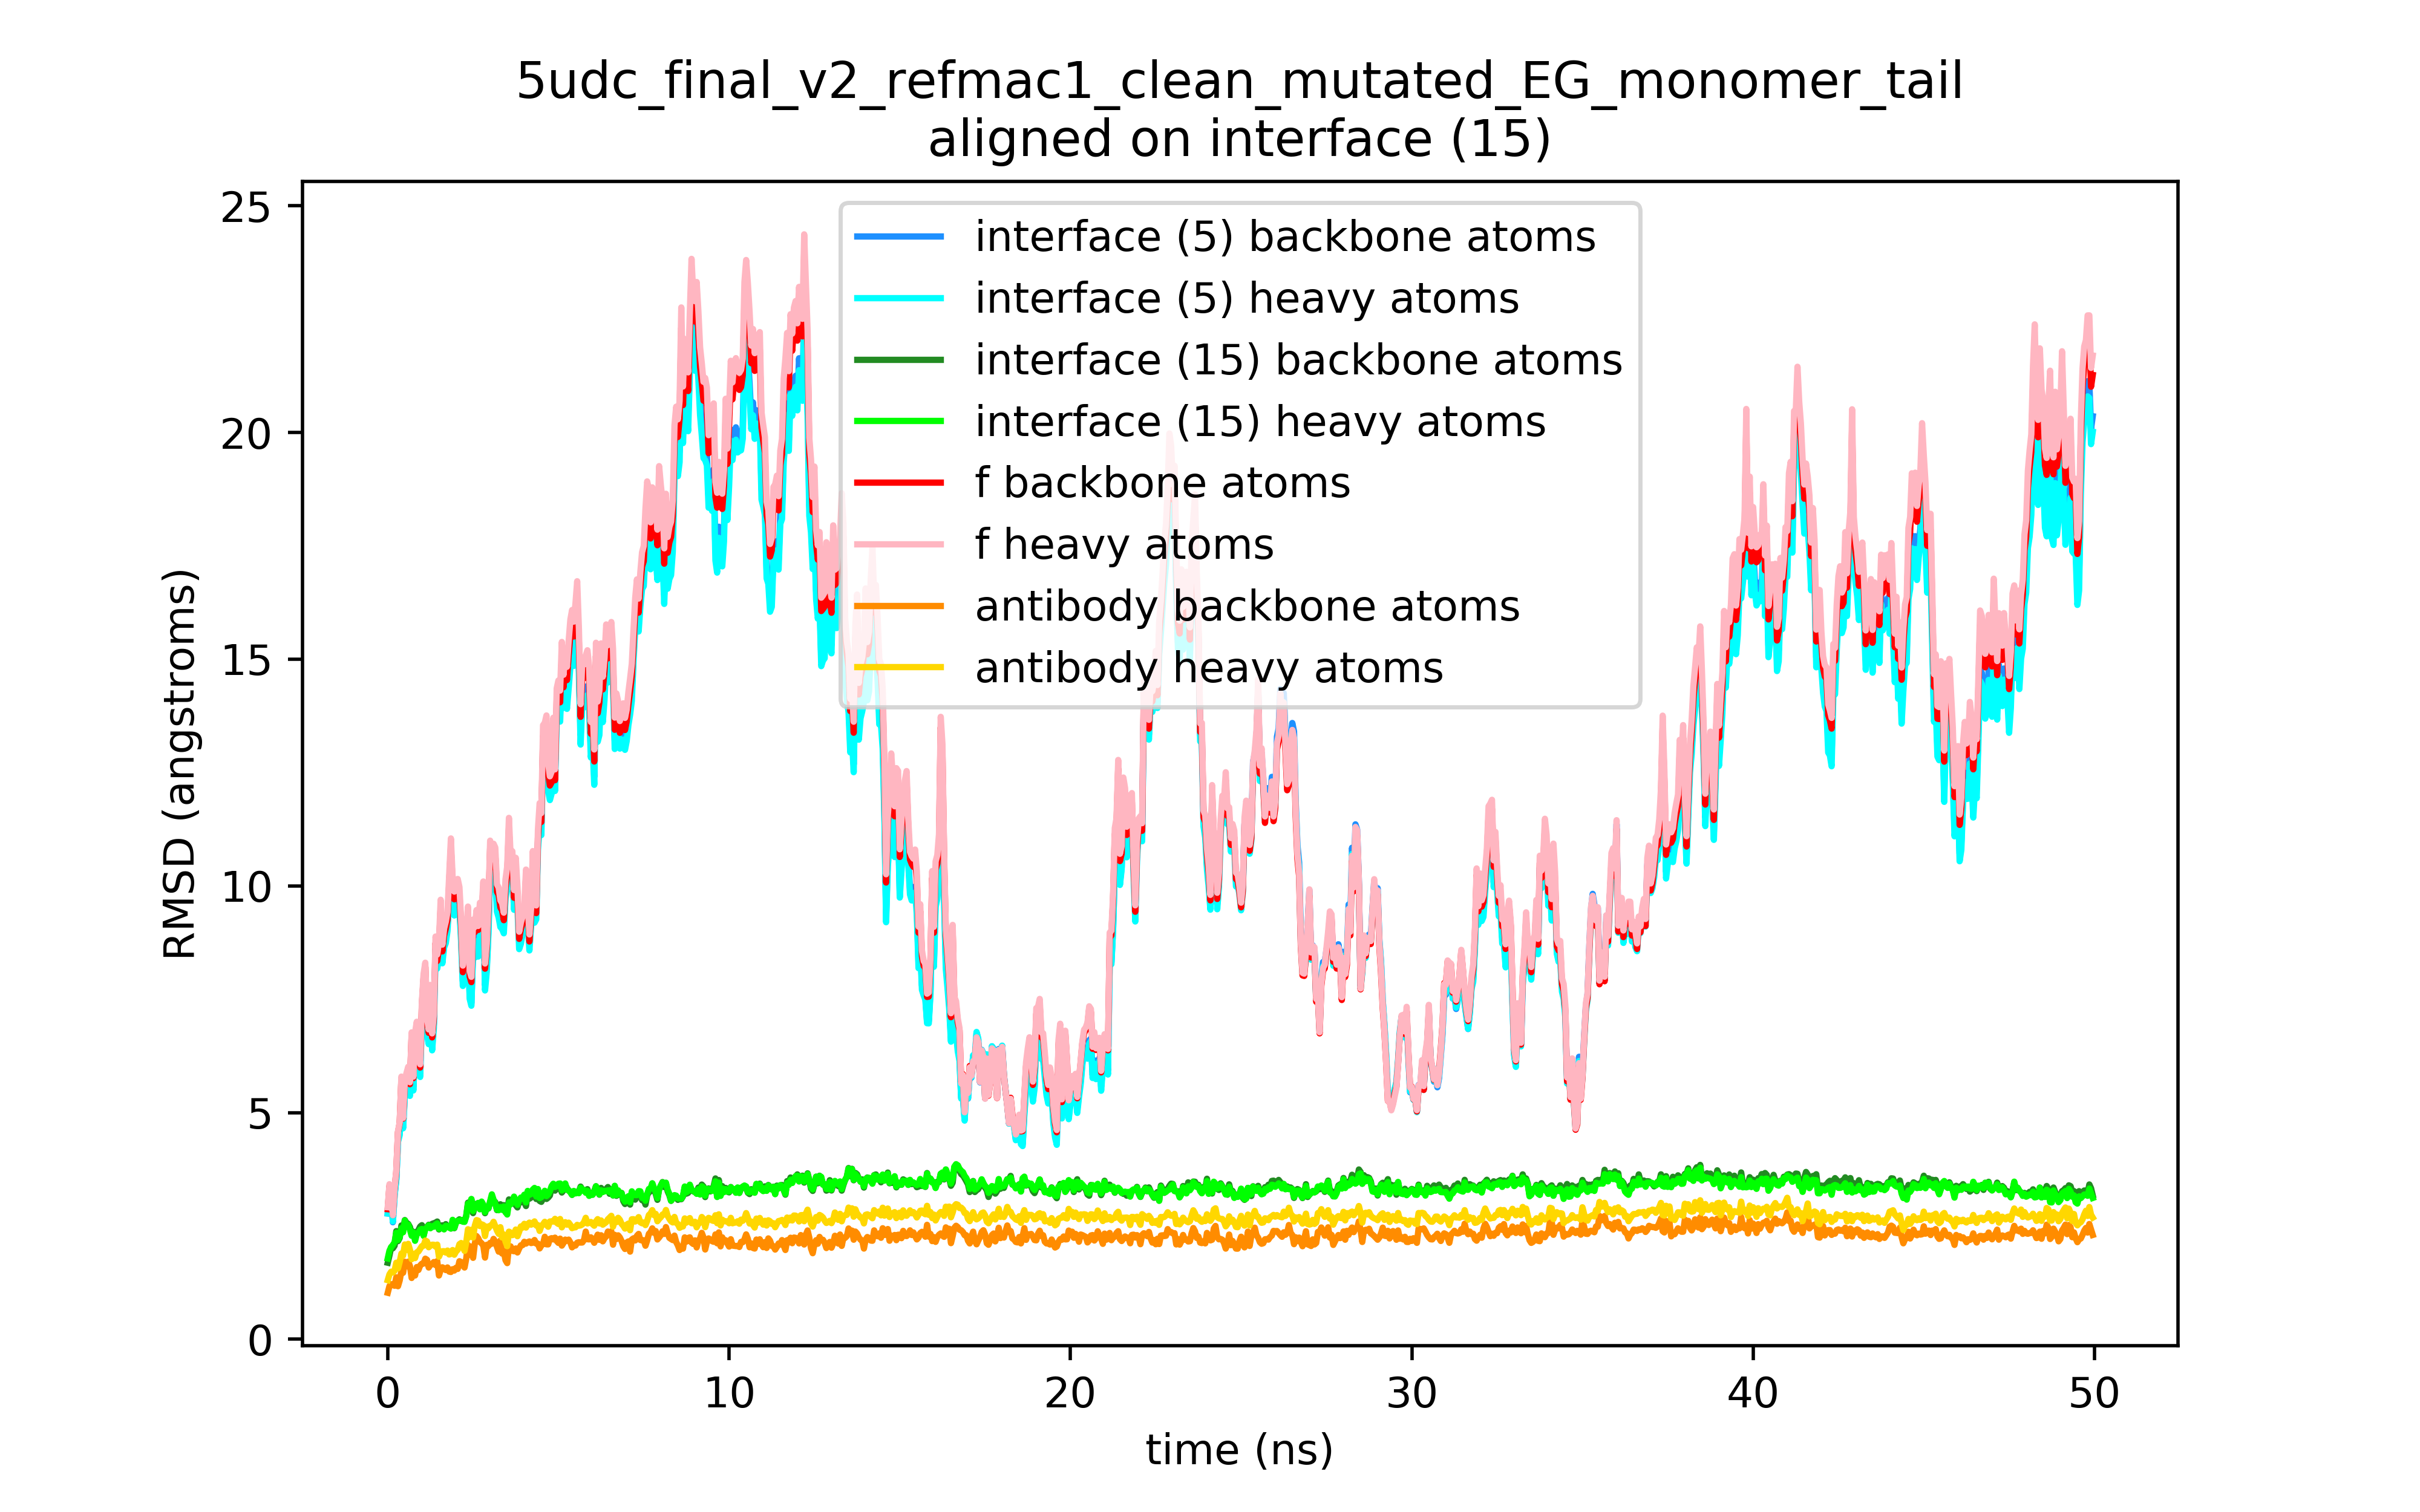 5udc_final_v2_refmac1_clean_mutated_EG_monomer_tail
aligned on interface (15)
25
20
15
10
5
0
RMSD (angstroms)
interface (5) backbone atoms
interface (5) heavy atoms
interface (15) backbone atoms
interface (15) heavy atoms
f backbone atoms
f heavy atoms
antibody backbone atoms
antibody heavy atoms
0 10 20 30 40 50
time (ns)